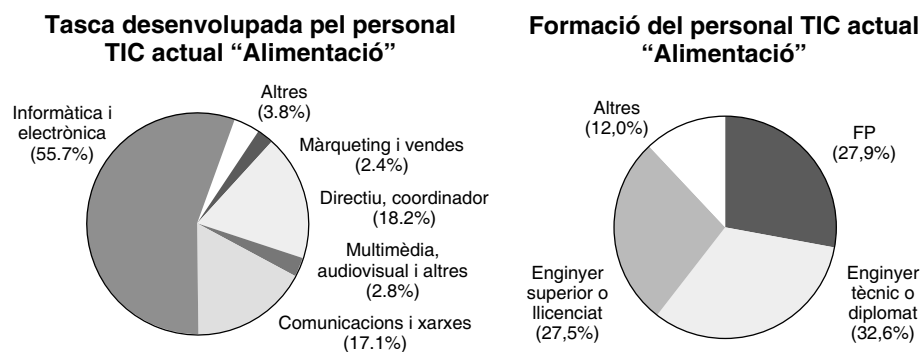 Tasca desenvolupada pel personal
TIC actual “Alimentació”
Altres
(3.8%)
Informàtica i
electrònica
(55.7%)
Màrqueting i vendes
(2.4%)
Directiu, coordinador
(18.2%)
Multimèdia,
audiovisual i altres
(2.8%)
Comunicacions i xarxes
(17.1%)
Formació del personal TIC actual
“Alimentació”
Altres
(12,0%)
FP
(27,9%)
Enginyer
superior o
llicenciat
(27,5%)
Enginyer
tècnic o
diplomat
(32,6%)